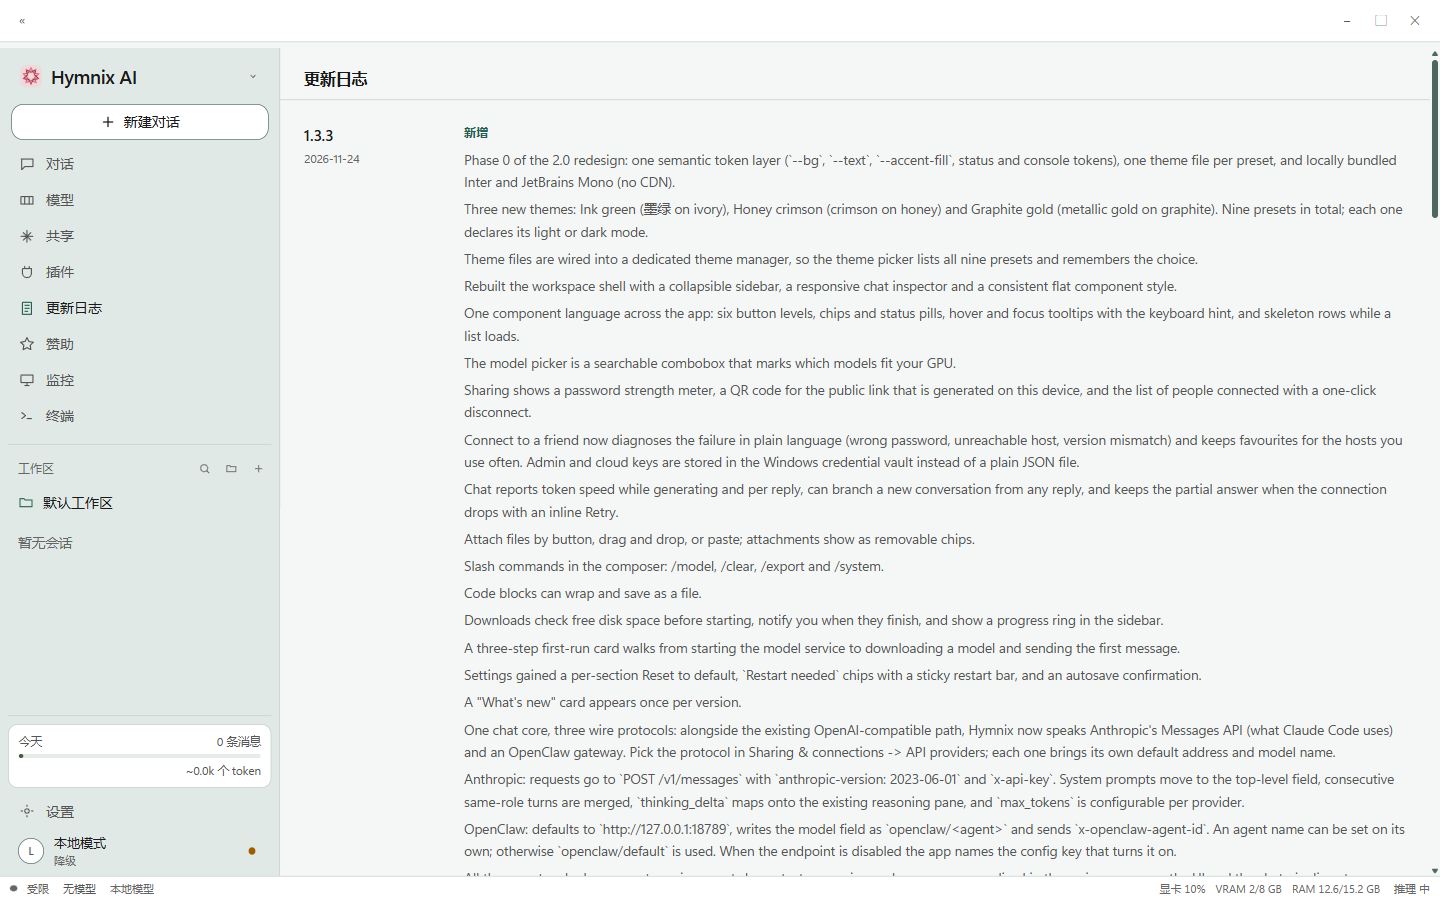 «
Hymnix AI
新建对话
对话
模型
共享
插件
更新日志
赞助
监控
终端
工作区
默认工作区
暂无会话
今天 0 条消息
~0.0k 个 token
设置
L
本地模式
降级
更新日志
1.3.3
2026-11-24
新增
Phase 0 of the 2.0 redesign: one semantic token layer (`--bg`, `--text`, `--accent-fill`, status and console tokens), one theme file per preset, and locally bundled
Inter and JetBrains Mono (no CDN).
Three new themes: Ink green (墨绿 on ivory), Honey crimson (crimson on honey) and Graphite gold (metallic gold on graphite). Nine presets in total; each one
declares its light or dark mode.
Theme files are wired into a dedicated theme manager, so the theme picker lists all nine presets and remembers the choice.
Rebuilt the workspace shell with a collapsible sidebar, a responsive chat inspector and a consistent flat component style.
One component language across the app: six button levels, chips and status pills, hover and focus tooltips with the keyboard hint, and skeleton rows while a
list loads.
The model picker is a searchable combobox that marks which models fit your GPU.
Sharing shows a password strength meter, a QR code for the public link that is generated on this device, and the list of people connected with a one-click
disconnect.
Connect to a friend now diagnoses the failure in plain language (wrong password, unreachable host, version mismatch) and keeps favourites for the hosts you
use often. Admin and cloud keys are stored in the Windows credential vault instead of a plain JSON file.
Chat reports token speed while generating and per reply, can branch a new conversation from any reply, and keeps the partial answer when the connection
drops with an inline Retry.
Attach files by button, drag and drop, or paste; attachments show as removable chips.
Slash commands in the composer: /model, /clear, /export and /system.
Code blocks can wrap and save as a file.
Downloads check free disk space before starting, notify you when they finish, and show a progress ring in the sidebar.
A three-step first-run card walks from starting the model service to downloading a model and sending the first message.
Settings gained a per-section Reset to default, `Restart needed` chips with a sticky restart bar, and an autosave confirmation.
A "What's new" card appears once per version.
One chat core, three wire protocols: alongside the existing OpenAI-compatible path, Hymnix now speaks Anthropic's Messages API (what Claude Code uses)
and an OpenClaw gateway. Pick the protocol in Sharing & connections -> API providers; each one brings its own default address and model name.
Anthropic: requests go to `POST /v1/messages` with `anthropic-version: 2023-06-01` and `x-api-key`. System prompts move to the top-level field, consecutive
same-role turns are merged, `thinking_delta` maps onto the existing reasoning pane, and `max_tokens` is configurable per provider.
OpenClaw: defaults to `http://127.0.0.1:18789`, writes the model field as `openclaw/<agent>` and sends `x-openclaw-agent-id`. An agent name can be set on its
own; otherwise `openclaw/default` is used. When the endpoint is disabled the app names the config key that turns it on.
受限 无模型 本地模型
显卡 10% VRAM 2/8 GB RAM 12.6/15.2 GB 推理 中